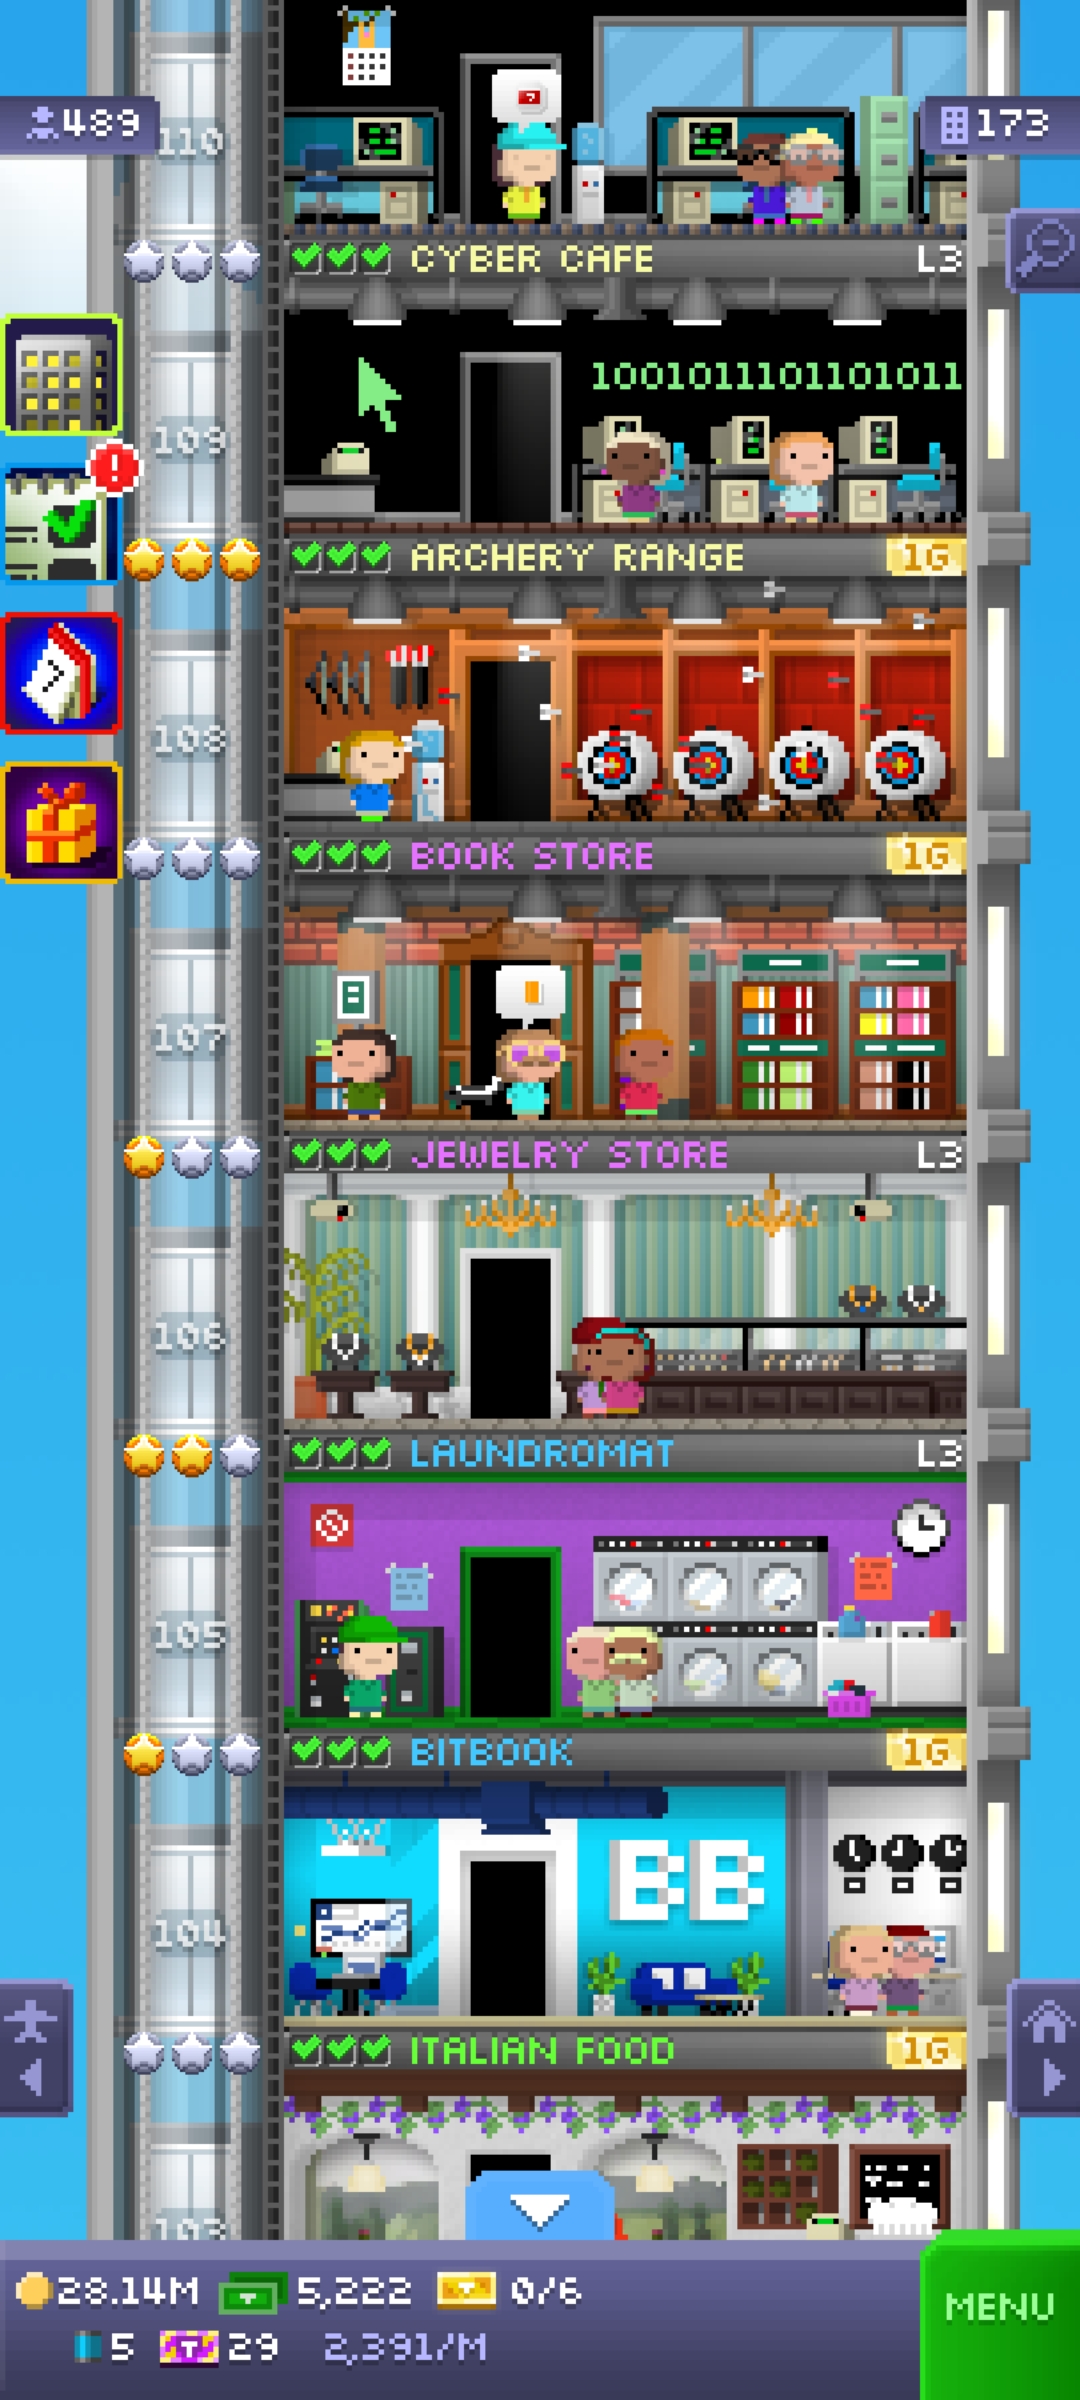 489
173
110
CYBER CAFE
L3
1001011101101011
109
ARCHERY RANGE
1G
7
108
BOOK STORE
1G
107
JEWELRY STORE
L3
106
LAUNDROMAT
L3
105
BITBOOK
1G
BB
104
ITALIAN FOOD
1G
103
28.14M
5,222
0/6
5
29
2,391/M
MENU